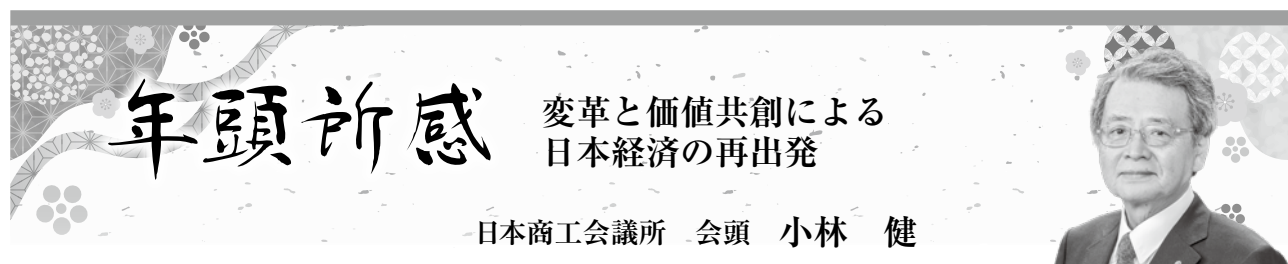 年頭所感
変革と価値共創による
日本経済の再出発
日本商工会議所　会頭　小林　健